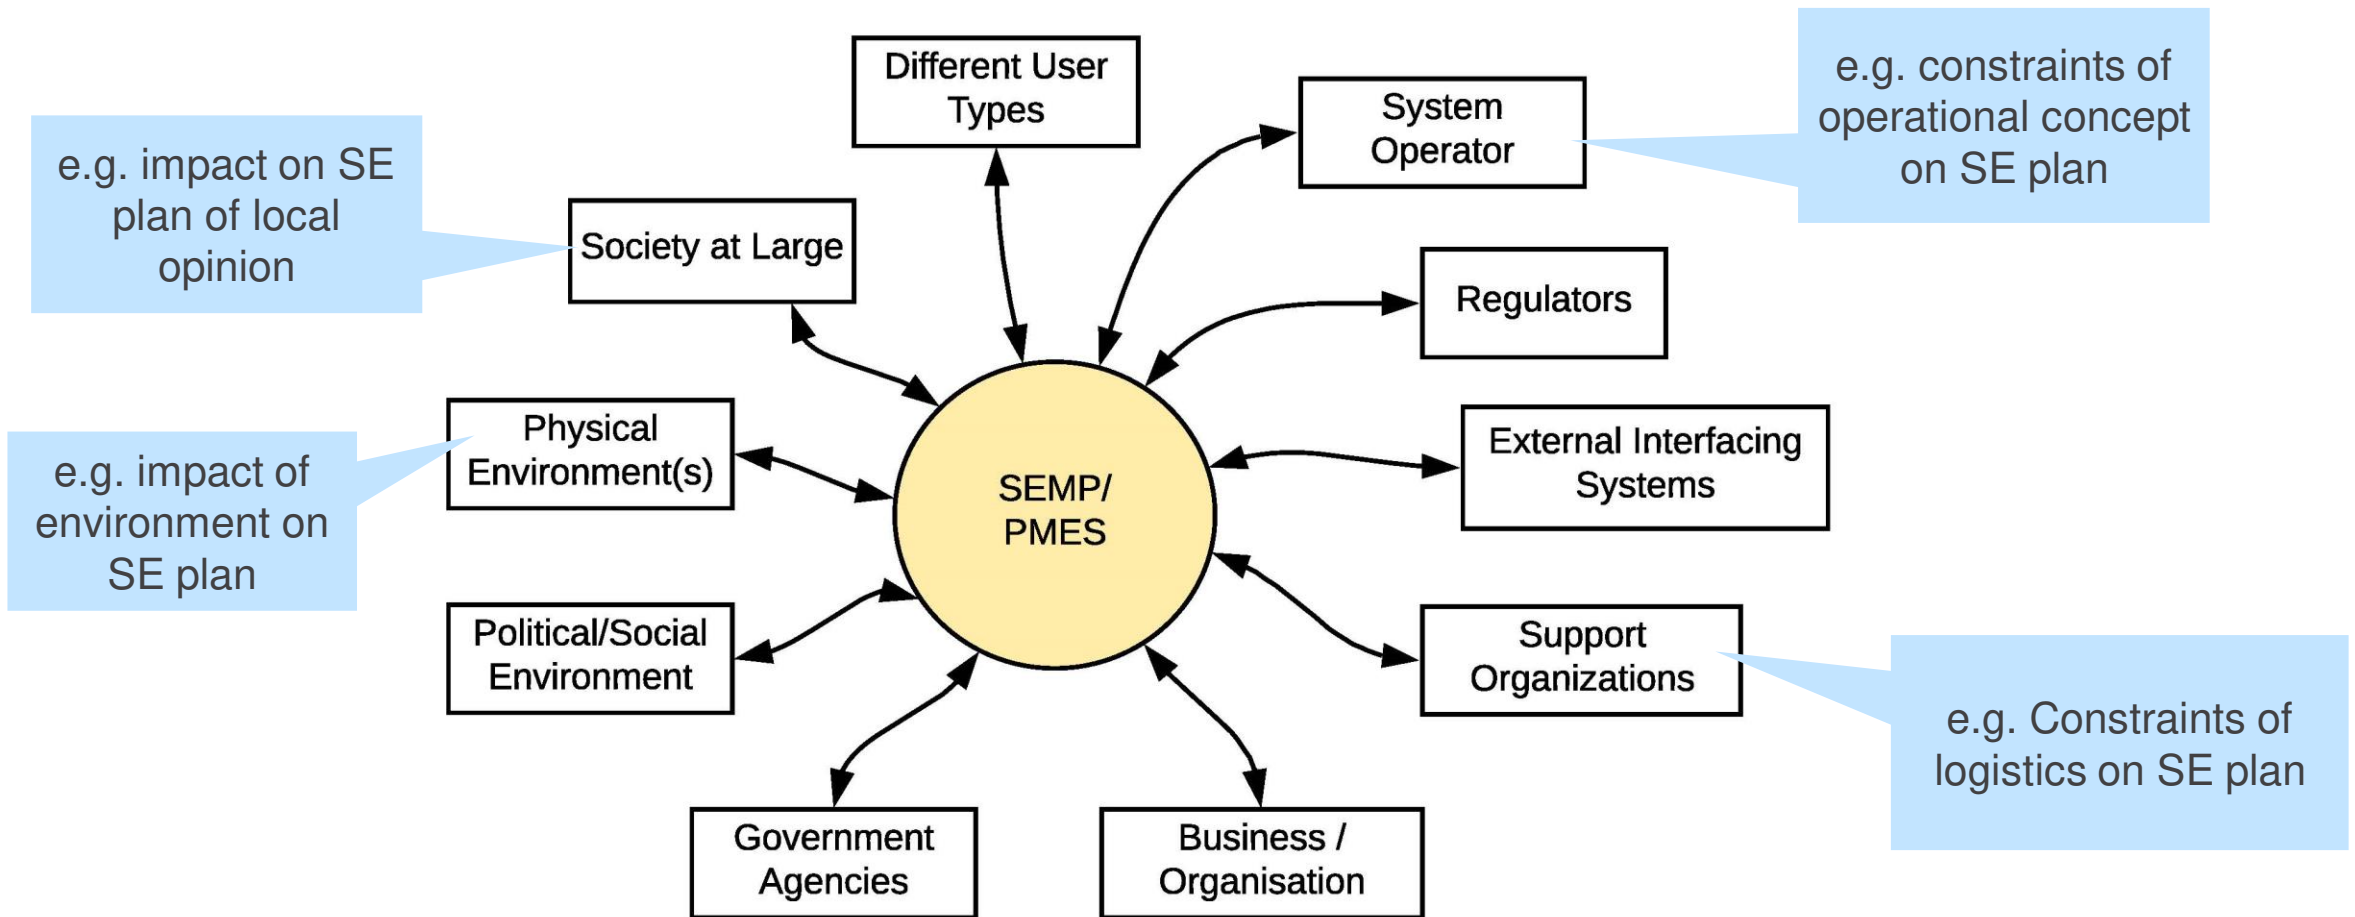 Different User
Types
System
Operator
e.g. constraints of
operational concept
on SE plan
e.g. impact on SE
plan of local
opinion
Society at Large
Regulators
Physical
Environment(s)
External Interfacing
Systems
e.g. impact of
environment on
SE plan
SEMP/
PMES
Political/Social
Environment
Support
Organizations
e.g. Constraints of
logistics on SE plan
Government
Agencies
Business /
Organisation